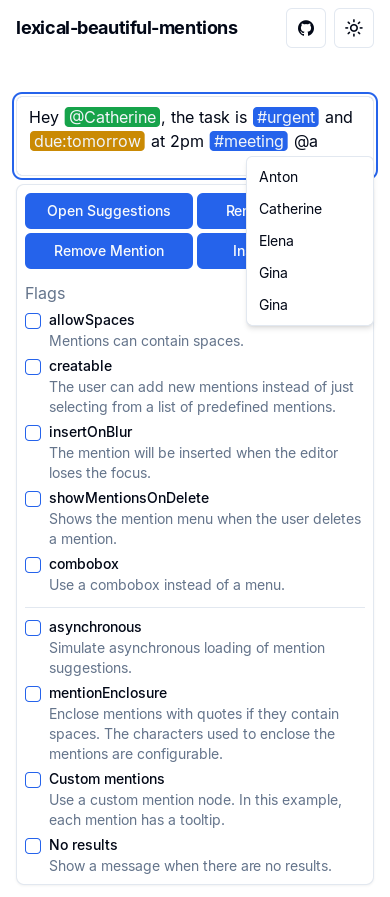 lexical-beautiful-mentions
Hey @Catherine, the task is #urgent and
due:tomorrow at 2pm #meeting @a
Anton
Catherine
Elena
Gina
Gina
Open Suggestions
Remove Mention
Flags
allowSpaces
Mentions can contain spaces.
creatable
The user can add new mentions instead of just
selecting from a list of predefined mentions.
insertOnBlur
The mention will be inserted when the editor
loses the focus.
showMentionsOnDelete
Shows the mention menu when the user deletes
a mention.
combobox
Use a combobox instead of a menu.
asynchronous
Simulate asynchronous loading of mention
suggestions.
mentionEnclosure
Enclose mentions with quotes if they contain
spaces. The characters used to enclose the
mentions are configurable.
Custom mentions
Use a custom mention node. In this example,
each mention has a tooltip.
No results
Show a message when there are no results.